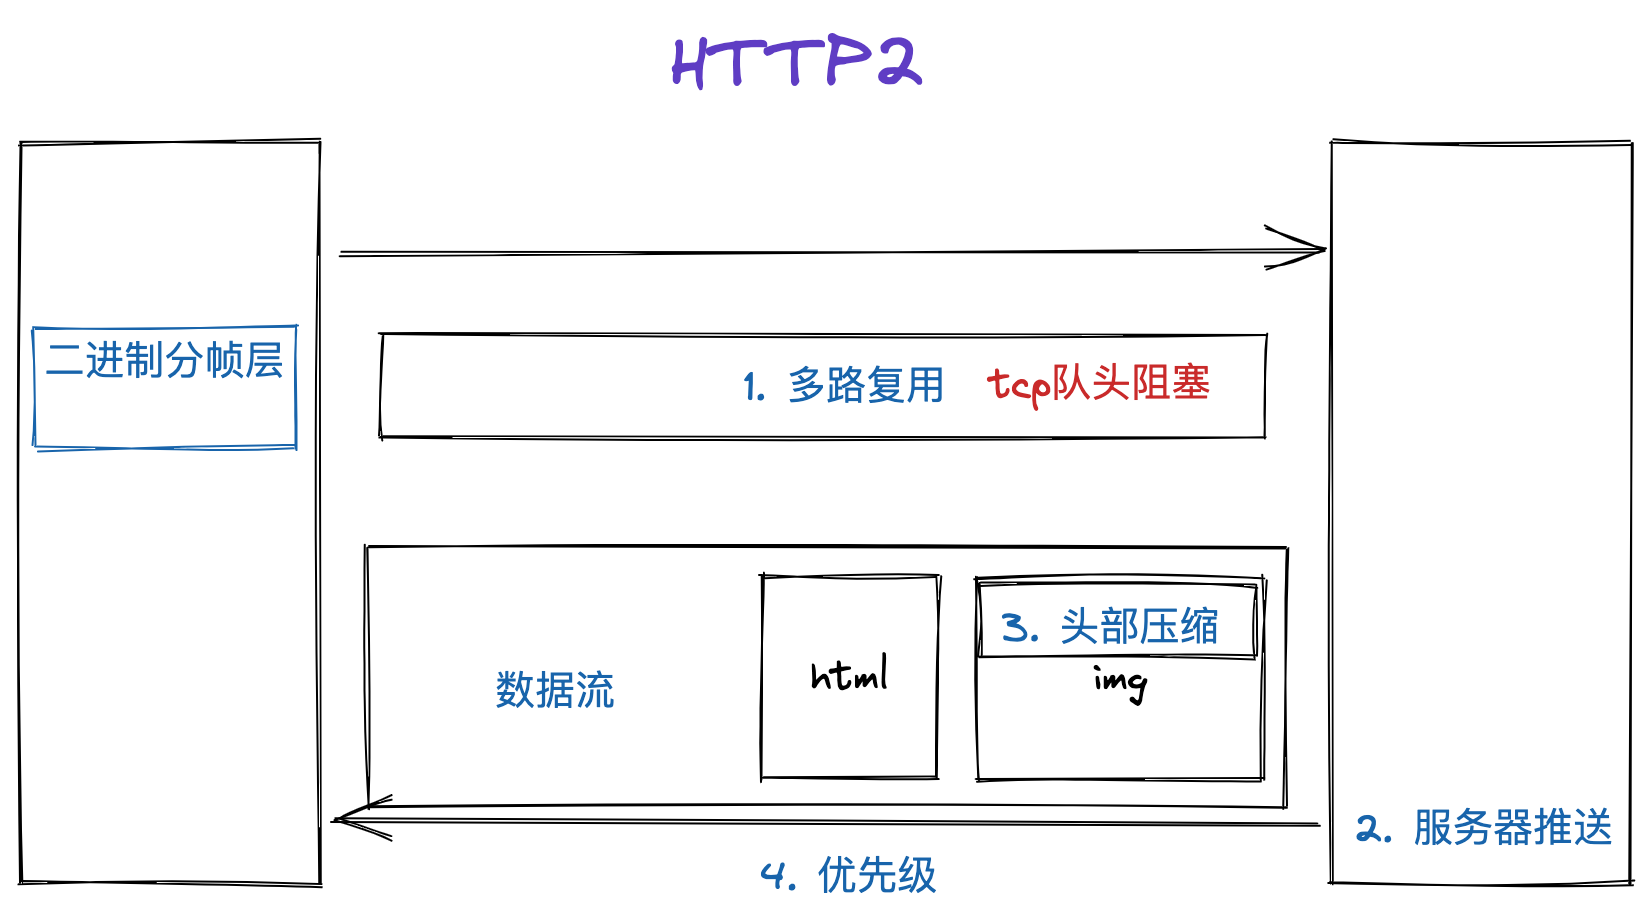 HTTP2
二进制分帧层
1. 多路复用 tcp队头阻塞
3. 头部压缩
数据流
html
img
2. 服务器推送
4. 优先级